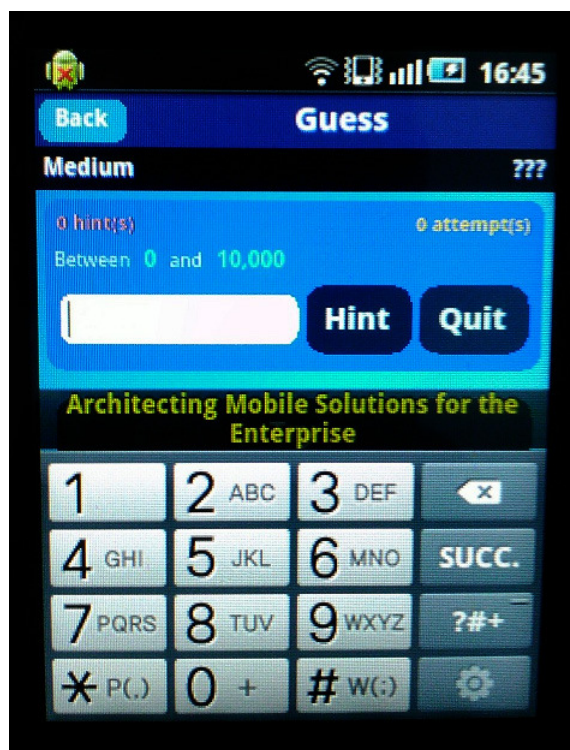 16:45
Back Guess
Medium ???
0 hint(s) 0 attempt(s)
Between 0 and 10,000
Hint Quit
Architecting Mobile Solutions for the
Enterprise
1 2 ABC 3 DEF
4 GHI 5 JKL 6 MNO SUCC.
7 PQRS 8 TUV 9 WXYZ ?#+
* P(.) 0 + # W(;)